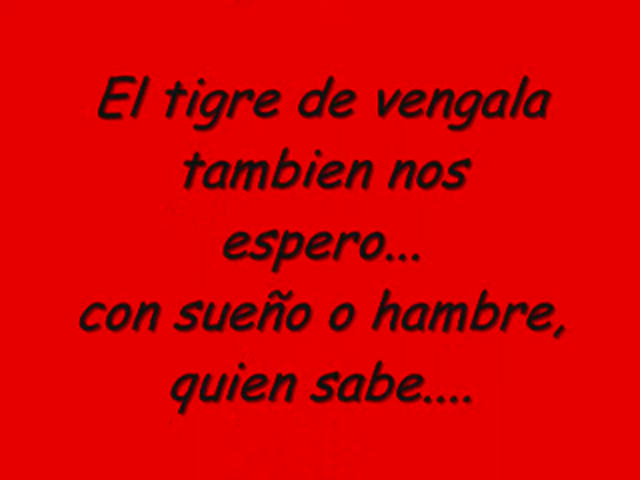 El tigre de vengala
tambien nos
espero...
con sueño o hambre,
quien sabe....